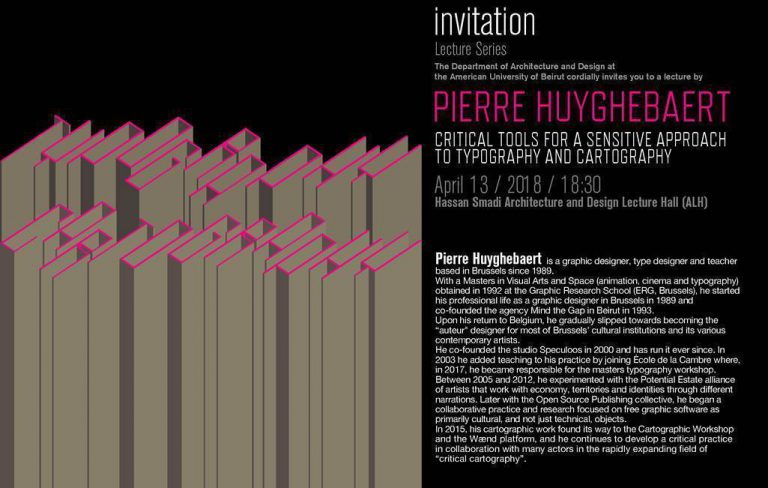 invitation
Lecture Series
The Department of Architecture and Design at
the American University of Beirut cordially invites you to a lecture by
PIERRE HUYGHEBAERT
CRITICAL TOOLS FOR A SENSITIVE APPROACH
TO TYPOGRAPHY AND CARTOGRAPHY
April 13 / 2018 / 18:30
Hassan Smadi Architecture and Design Lecture Hall (ALH)
Pierre Huyghebaert is a graphic designer, type designer and teacher
based in Brussels since 1989.
With a Masters in Visual Arts and Space (animation, cinema and typography)
obtained in 1992 at the Graphic Research School (ERG, Brussels), he started
his professional life as a graphic designer in Brussels in 1989 and
co-founded the agency Mind the Gap in Beirut in 1993.
Upon his return to Belgium, he gradually slipped towards becoming the
“auteur” designer for most of Brussels’ cultural institutions and its various
contemporary artists.
He co-founded the studio Speculoos in 2000 and has run it ever since. In
2003 he added teaching to his practice by joining École de la Cambre where,
in 2017, he became responsible for the masters typography workshop.
Between 2005 and 2012, he experimented with the Potential Estate alliance
of artists that work with economy, territories and identities through different
narrations. Later with the Open Source Publishing collective, he began a
collaborative practice and research focused on free graphic software as
primarily cultural, and not just technical, objects.
In 2015, his cartographic work found its way to the Cartographic Workshop
and the Wænd platform, and he continues to develop a critical practice
in collaboration with many actors in the rapidly expanding field of
“critical cartography”.